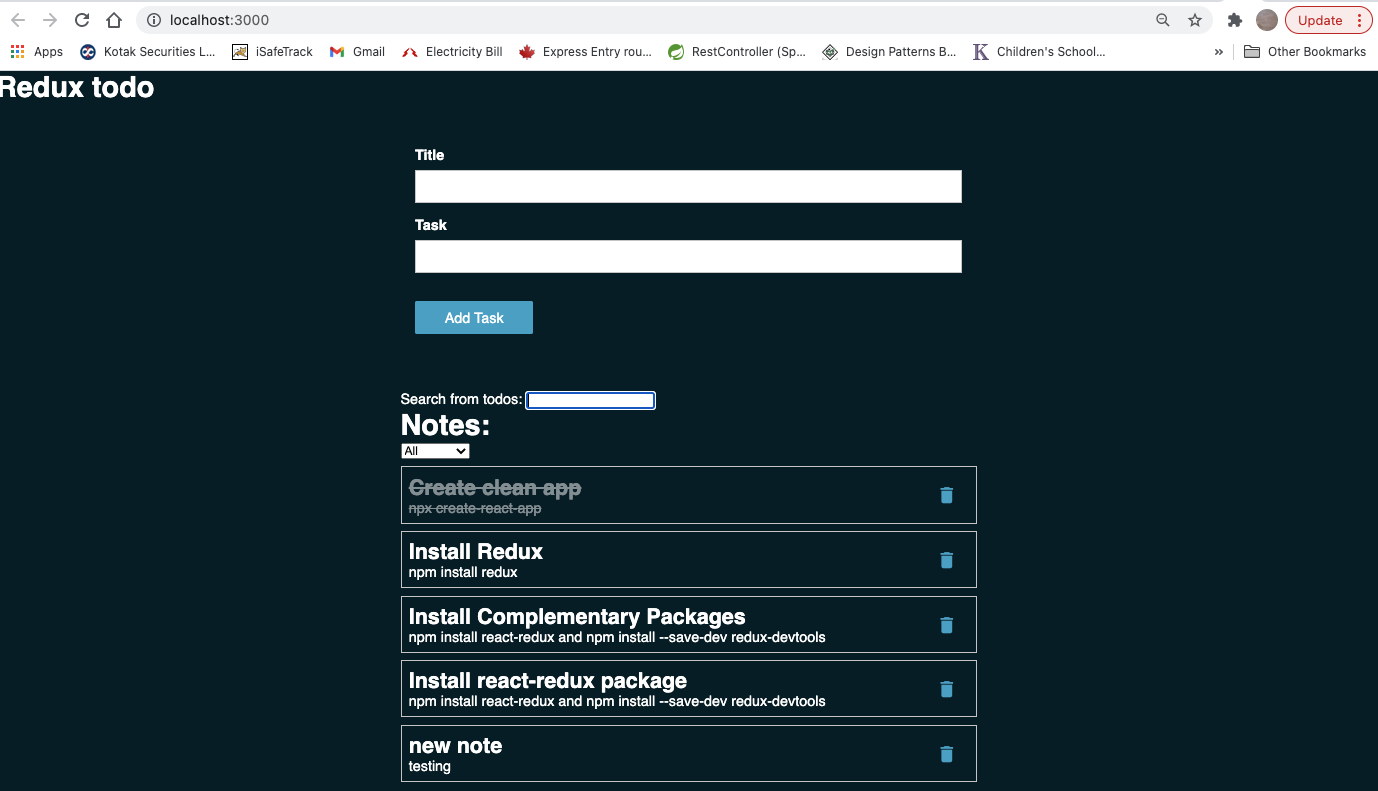 localhost:3000
Update
Apps
Kotak Securities L...
iSafeTrack
Gmail
Electricity Bill
Express Entry rou...
RestController (Sp...
Design Patterns B...
K Children's School...
»
Other Bookmarks
Redux todo
Title
Task
Add Task
Search from todos:
Notes:
All
Create clean app
npx create-react-app
Install Redux
npm install redux
Install Complementary Packages
npm install react-redux and npm install --save-dev redux-devtools
Install react-redux package
npm install react-redux and npm install --save-dev redux-devtools
new note
testing